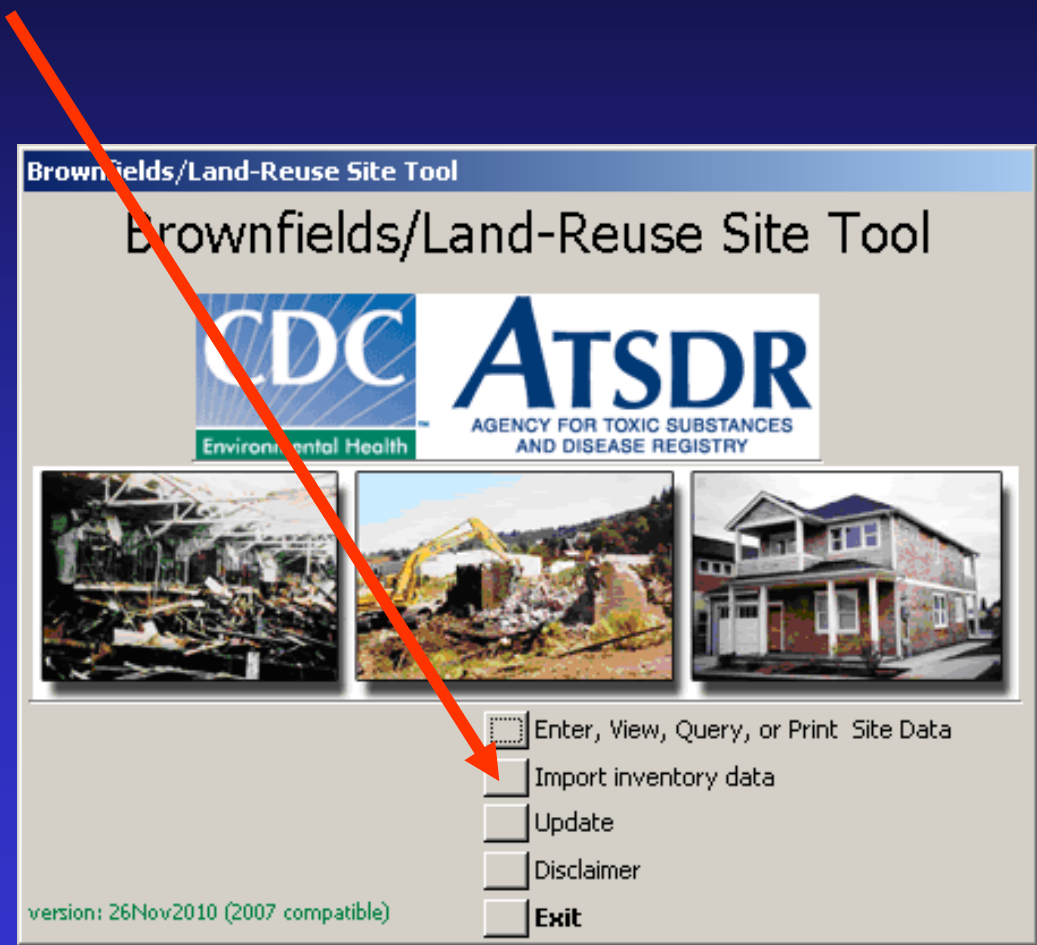 Brownfields/Land-Reuse Site Tool
Brownfields/Land-Reuse Site Tool
CDC
™
Environmental Health
ATSDR
AGENCY FOR TOXIC SUBSTANCES
AND DISEASE REGISTRY
Enter, View, Query, or Print Site Data
Import inventory data
Update
Disclaimer
version: 26Nov2010 (2007 compatible)
Exit